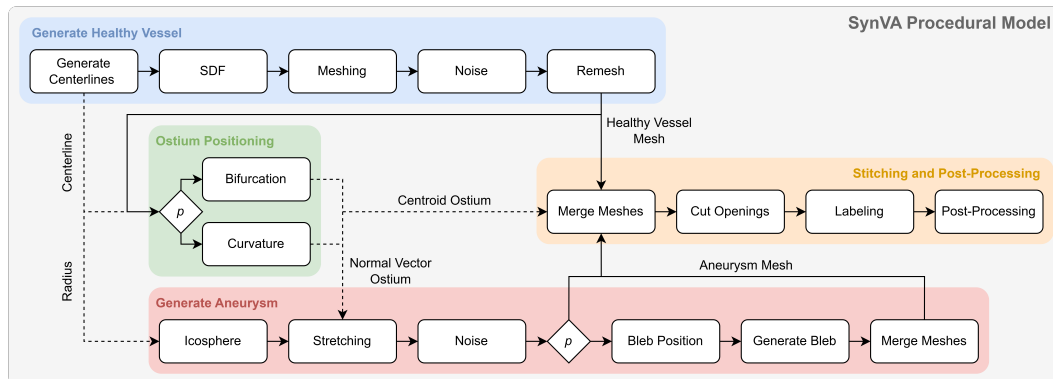 SynVA Procedural Model
Generate Healthy Vessel
Generate
Centerlines
SDF
Meshing
Noise
Remesh
Healthy Vessel
Mesh
Centerline
Radius
Ostium Positioning
p
Bifurcation
Curvature
Centroid Ostium
Normal Vector
Ostium
Stitching and Post-Processing
Merge Meshes
Cut Openings
Labeling
Post-Processing
Aneurysm Mesh
Generate Aneurysm
Icosphere
Stretching
Noise
p
Bleb Position
Generate Bleb
Merge Meshes